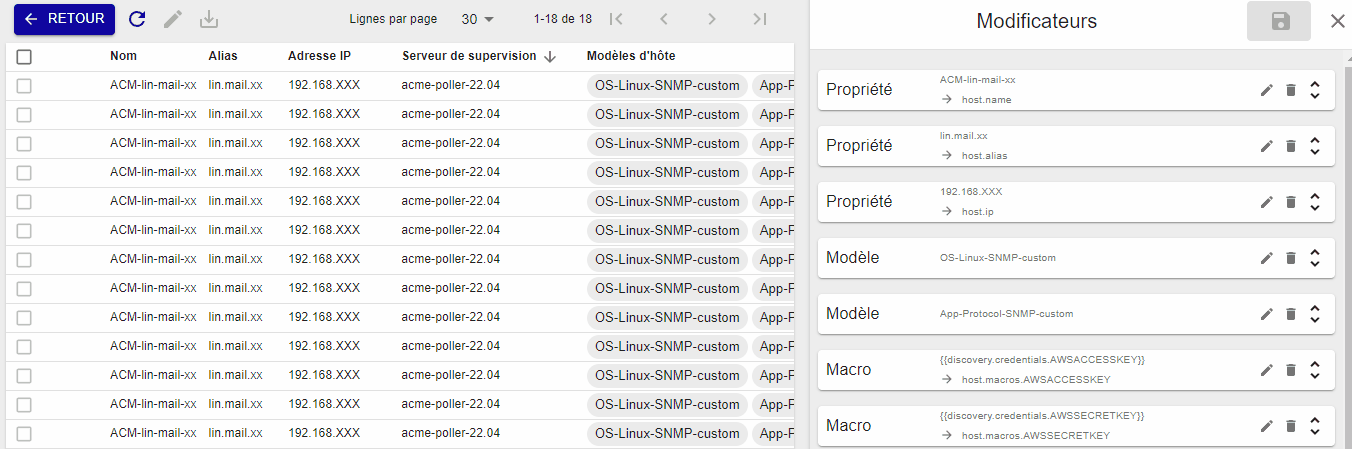 RETOUR Lignes par page 30 1-18 de 18
Nom Alias Adresse IP Serveur de supervision Modèles d'hôte
ACM-lin-mail-xx lin.mail.xx 192.168.XXX acme-poller-22.04 OS-Linux-SNMP-custom App-F
ACM-lin-mail-xx lin.mail.xx 192.168.XXX acme-poller-22.04 OS-Linux-SNMP-custom App-F
ACM-lin-mail-xx lin.mail.xx 192.168.XXX acme-poller-22.04 OS-Linux-SNMP-custom App-F
ACM-lin-mail-xx lin.mail.xx 192.168.XXX acme-poller-22.04 OS-Linux-SNMP-custom App-F
ACM-lin-mail-xx lin.mail.xx 192.168.XXX acme-poller-22.04 OS-Linux-SNMP-custom App-F
ACM-lin-mail-xx lin.mail.xx 192.168.XXX acme-poller-22.04 OS-Linux-SNMP-custom App-F
ACM-lin-mail-xx lin.mail.xx 192.168.XXX acme-poller-22.04 OS-Linux-SNMP-custom App-F
ACM-lin-mail-xx lin.mail.xx 192.168.XXX acme-poller-22.04 OS-Linux-SNMP-custom App-F
ACM-lin-mail-xx lin.mail.xx 192.168.XXX acme-poller-22.04 OS-Linux-SNMP-custom App-F
ACM-lin-mail-xx lin.mail.xx 192.168.XXX acme-poller-22.04 OS-Linux-SNMP-custom App-F
ACM-lin-mail-xx lin.mail.xx 192.168.XXX acme-poller-22.04 OS-Linux-SNMP-custom App-F
ACM-lin-mail-xx lin.mail.xx 192.168.XXX acme-poller-22.04 OS-Linux-SNMP-custom App-F
ACM-lin-mail-xx lin.mail.xx 192.168.XXX acme-poller-22.04 OS-Linux-SNMP-custom App-F
Modificateurs
Propriété
ACM-lin-mail-xx
→ host.name
Propriété
lin.mail.xx
→ host.alias
Propriété
192.168.XXX
→ host.ip
Modèle OS-Linux-SNMP-custom
Modèle App-Protocol-SNMP-custom
Macro
{{discovery.credentials.AWSACCESSKEY}}
→ host.macros.AWSACCESSKEY
Macro
{{discovery.credentials.AWSSECRETKEY}}
→ host.macros.AWSSECRETKEY